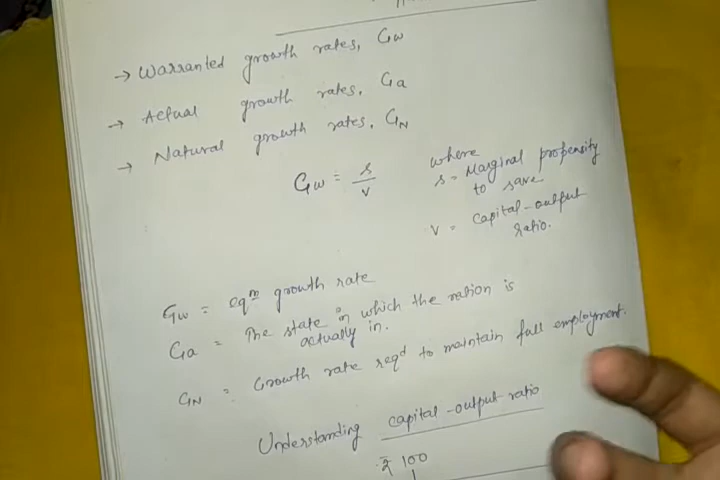 → Warranted growth rates, Gw
→ Actual growth rates, Ga
→ Natural growth rates, GN
Gw = s/v where
s = Marginal propensity
to save
v = capital-output
ratio.
Gw = eqm growth rate
Ga = The state in which the nation is
actually in.
GN = Growth rate reqd to maintain full employment.
Understanding capital-output-ratio
₹ 100